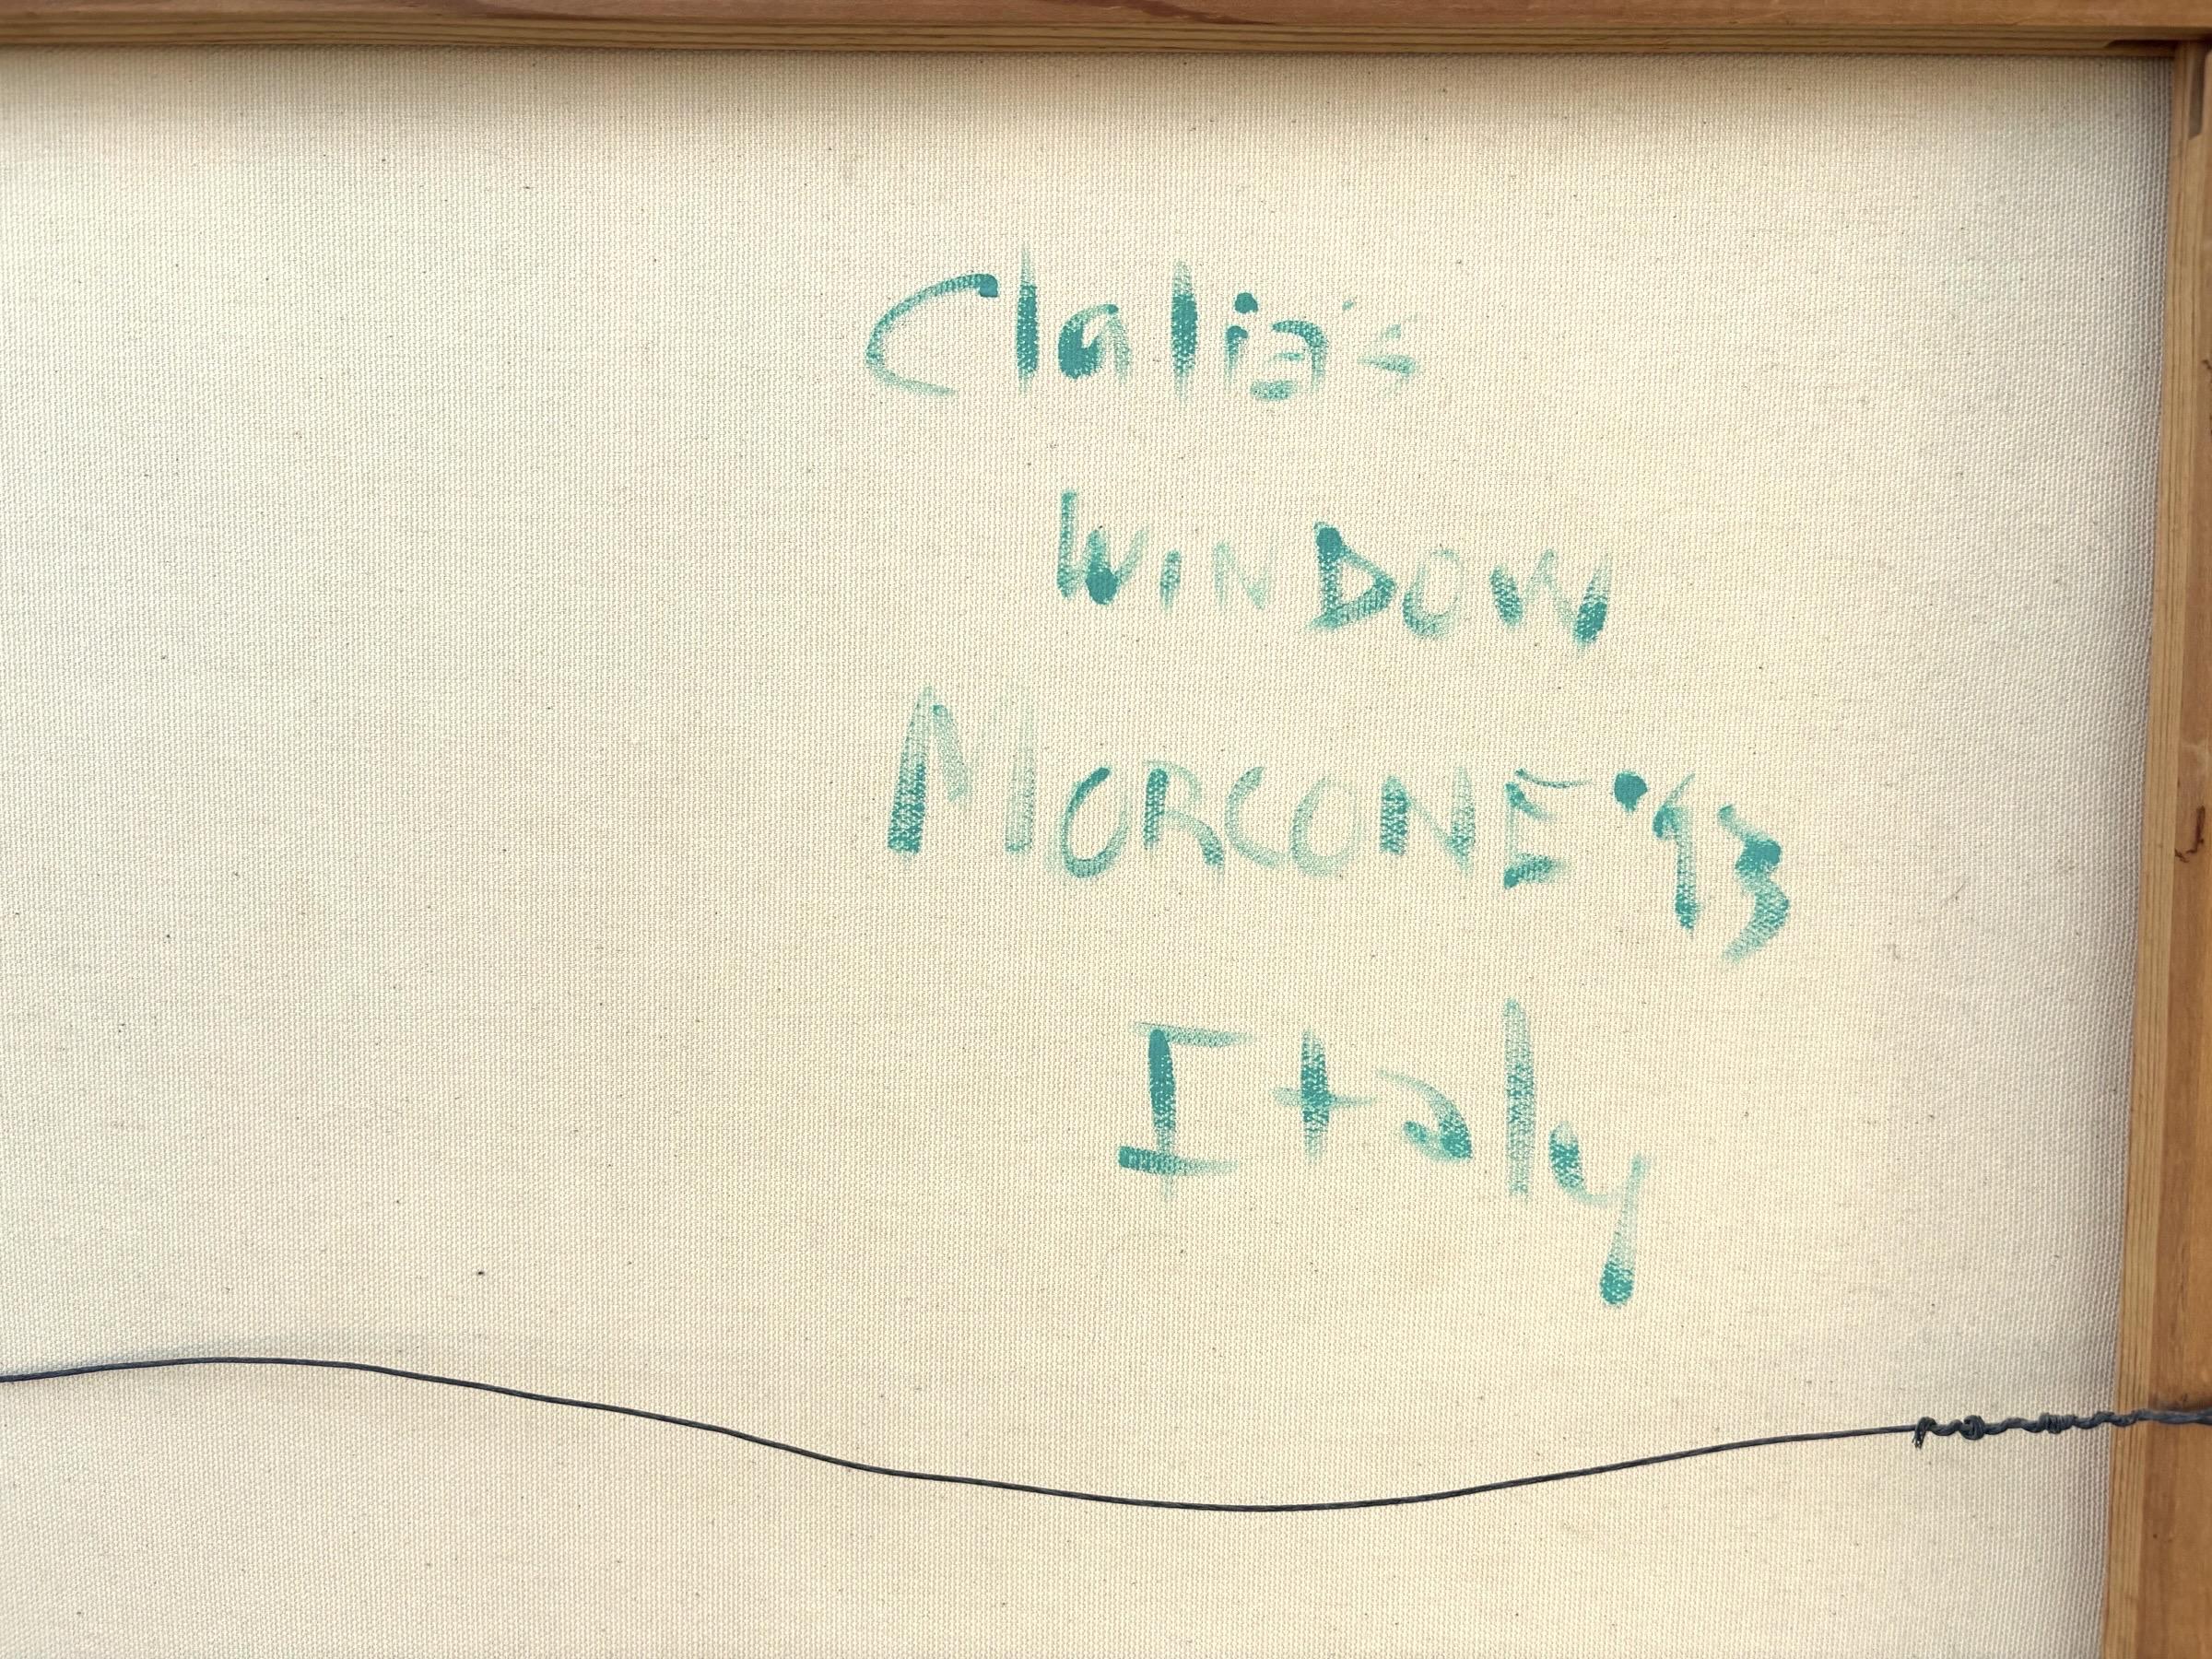 Clalia's
WINDOW
MORCONE '93
Italy